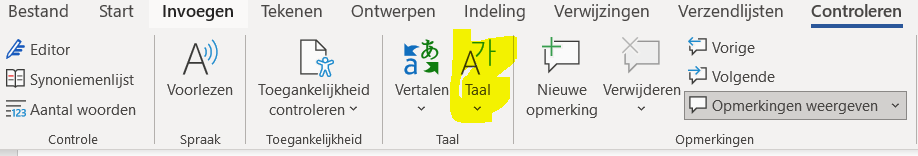 Bestand Start Invoegen Tekenen Ontwerpen Indeling Verwijzingen Verzendlijsten Controleren
Editor
Synoniemenlijst
Aantal woorden
Controle
Voorlezen
Spraak
Toegankelijkheid
controleren
Toegankelijkheid
Vertalen
Taal
Taal
Nieuwe
opmerking
Verwijderen
Vorige
Volgende
Opmerkingen weergeven
Opmerkingen